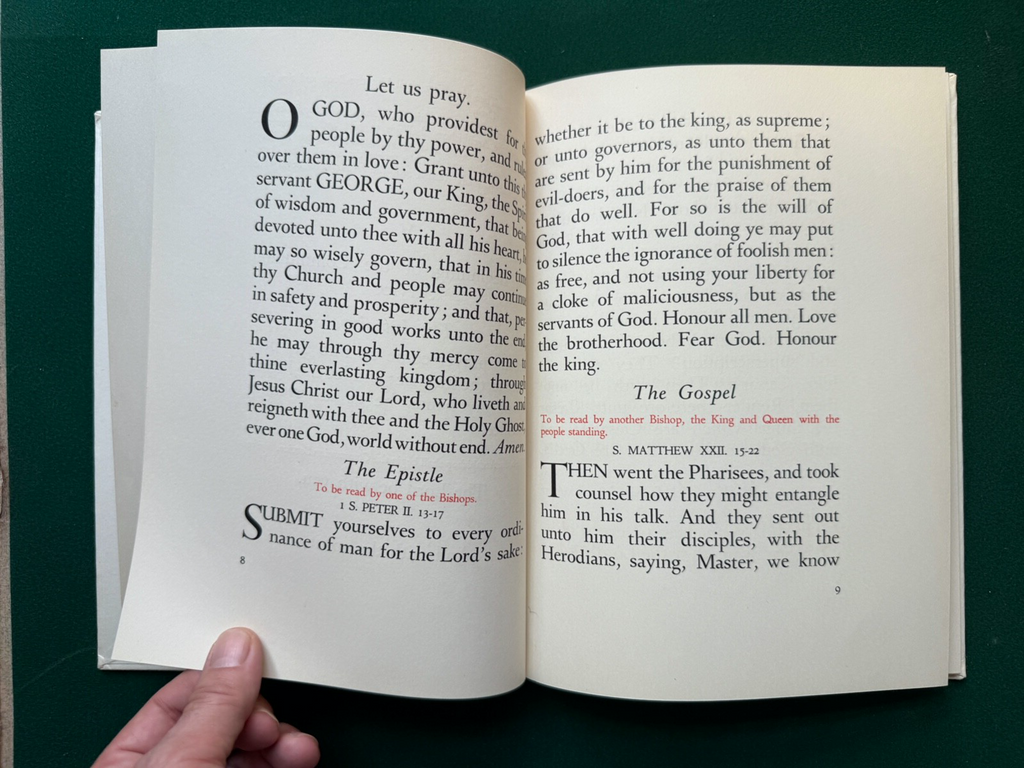 Let us pray.
O GOD, who providest for
people by thy power, and
over them in love: Grant unto this
servant GEORGE, our King, the
of wisdom and government, that being
devoted unto thee with all his heart,
may so wisely govern, that in his time
thy Church and people may continue
in safety and prosperity; and that, per-
severing in good works unto the end
he may through thy mercy come
thine everlasting kingdom; through
Jesus Christ our Lord, who liveth and
reigneth with thee and the Holy Ghost,
ever one God, world without end. Amen.
The Epistle
To be read by one of the Bishops.
1 S. PETER II. 13-17
SUBMIT yourselves to every ordi-
nance of man for the Lord's sake:
8
whether it be to the king, as supreme;
or unto governors, as unto them that
are sent by him for the punishment of
evil-doers, and for the praise of them
that do well. For so is the will of
God, that with well doing ye may put
to silence the ignorance of foolish men:
as free, and not using your liberty for
a cloke of maliciousness, but as the
servants of God. Honour all men. Love
the brotherhood. Fear God. Honour
the king.
The Gospel
To be read by another Bishop, the King and Queen with the
people standing.
S. MATTHEW XXII. 15-22
THEN went the Pharisees, and took
counsel how they might entangle
him in his talk. And they sent out
unto him their disciples, with the
Herodians, saying, Master, we know
9